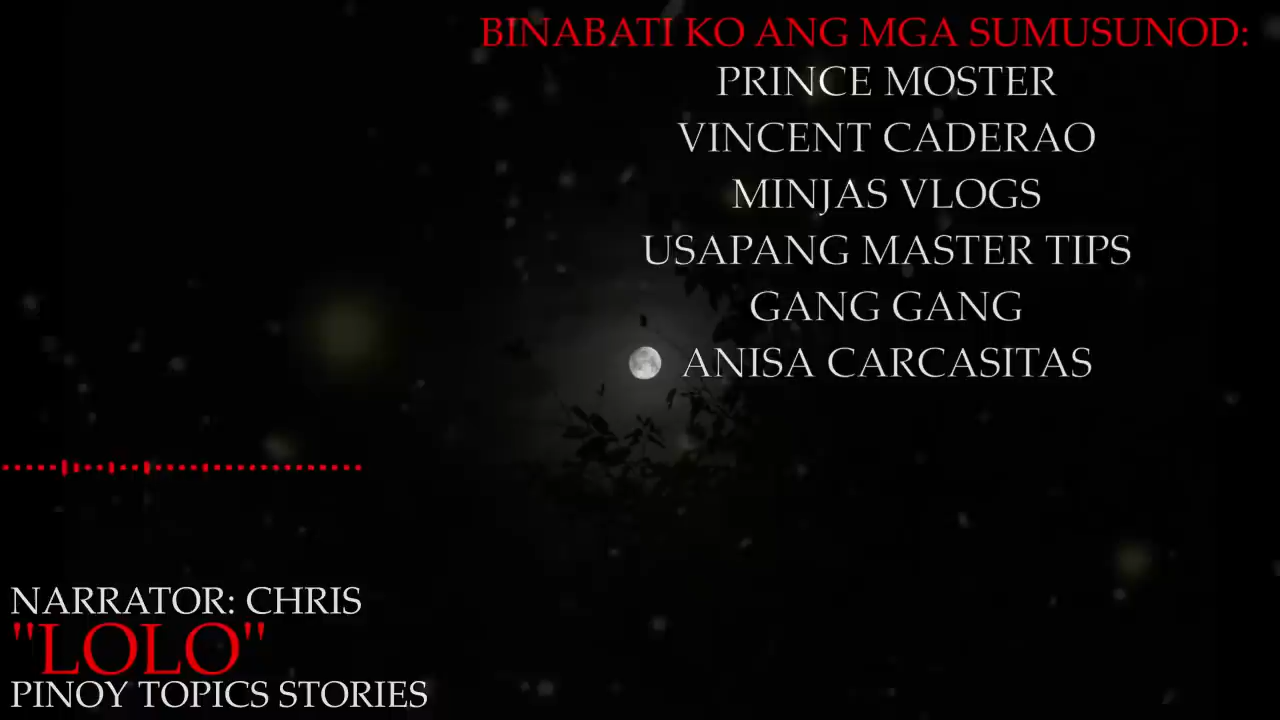 BINABATI KO ANG MGA SUMUSUNOD:
PRINCE MOSTER
VINCENT CADERAO
MINJAS VLOGS
USAPANG MASTER TIPS
GANG GANG
ANISA CARCASITAS
NARRATOR: CHRIS
"LOLO"
PINOY TOPICS STORIES